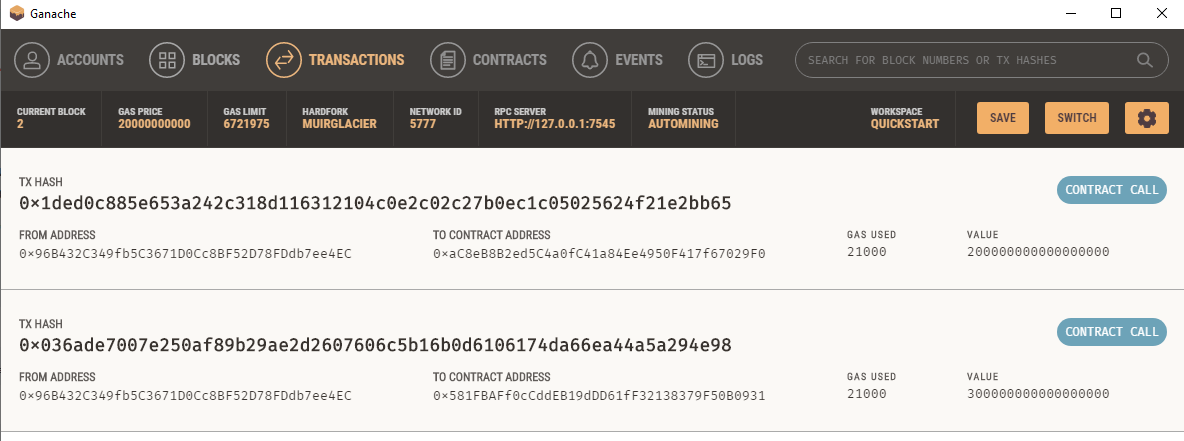 Ganache
ACCOUNTS BLOCKS TRANSACTIONS CONTRACTS EVENTS LOGS SEARCH FOR BLOCK NUMBERS OR TX HASHES
CURRENT BLOCK GAS PRICE GAS LIMIT HARDFORK NETWORK ID RPC SERVER MINING STATUS WORKSPACE
2 20000000000 6721975 MUIRGLACIER 5777 HTTP://127.0.0.1:7545 AUTOMINING QUICKSTART SAVE SWITCH
TX HASH
0×1ded0c885e653a242c318d116312104c0e2c02c27b0ec1c05025624f21e2bb65 CONTRACT CALL
FROM ADDRESS TO CONTRACT ADDRESS GAS USED VALUE
0×96B432C349fb5C3671D0Cc8BF52D78FDdb7ee4EC 0×aC8eB8B2ed5C4a0fC41a84Ee4950F417f67029F0 21000 200000000000000000
TX HASH
0×036ade7007e250af89b29ae2d2607606c5b16b0d6106174da66ea44a5a294e98 CONTRACT CALL
FROM ADDRESS TO CONTRACT ADDRESS GAS USED VALUE
0×96B432C349fb5C3671D0Cc8BF52D78FDdb7ee4EC 0×581FBAFf0cCddEB19dDD61fF32138379F50B0931 21000 300000000000000000